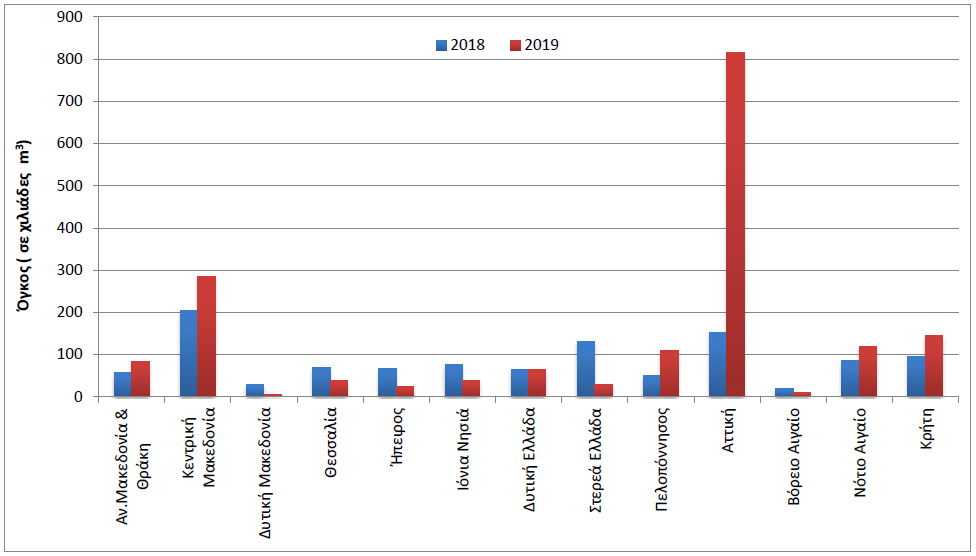 900
800
700
600
500
400
300
200
100
0
Όγκος ( σε χιλιάδες m³)
2018
2019
Αν.Μακεδονία &
Θράκη
Κεντρική
Μακεδονία
Δυτική Μακεδονία
Θεσσαλία
Ήπειρος
Ιόνια Νησιά
Δυτική Ελλάδα
Στερεά Ελλάδα
Πελοπόννησος
Αττική
Βόρειο Αιγαίο
Νότιο Αιγαίο
Κρήτη